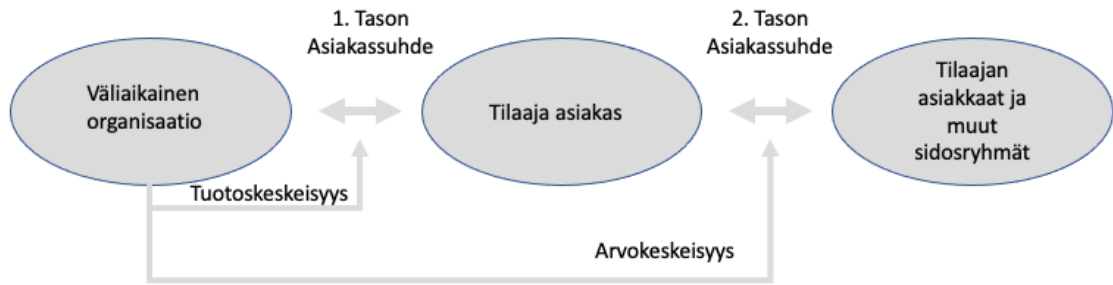 1. Tason
Asiakassuhde
2. Tason
Asiakassuhde
Väliaikainen
organisaatio
Tilaaja asiakas
Tilaajan
asiakkaat ja
muut
sidosryhmät
Tuotoskeskeisyys
Arvokeskeisyys